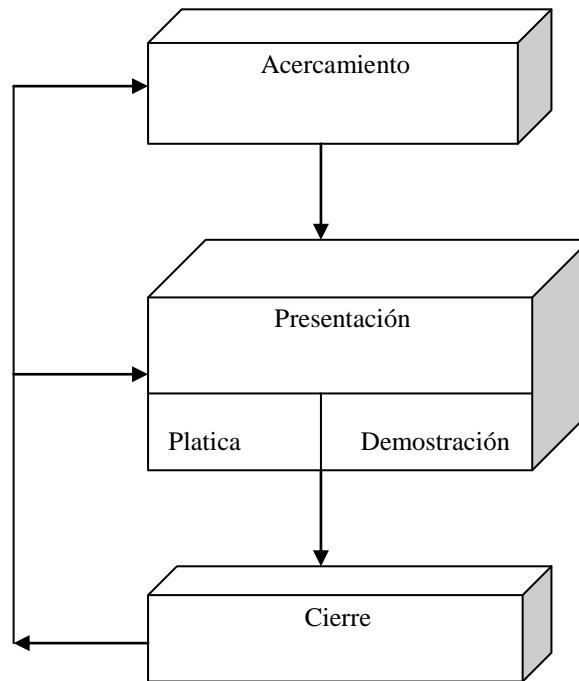 Acercamiento
Presentación
Platica Demostración
Cierre